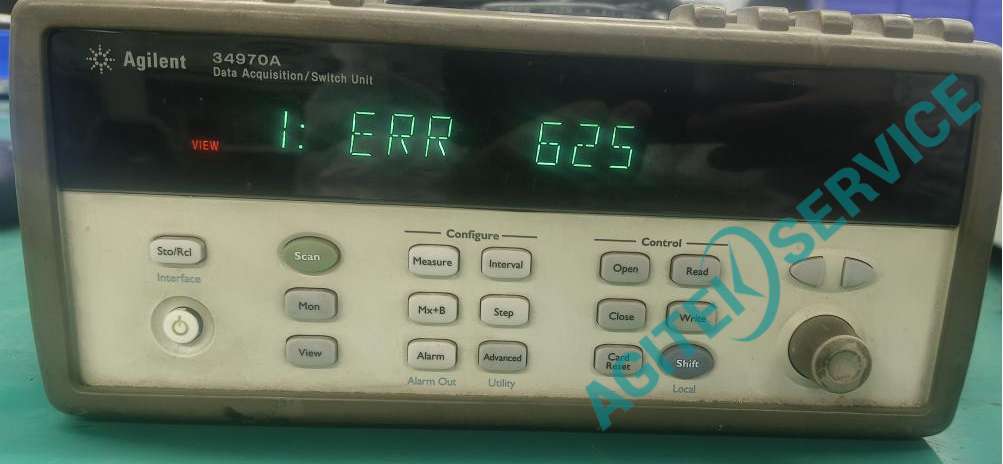 Agilent 34970A
Data Acquisition/Switch Unit
VIEW 1: ERR 625
Configure
Control
Sto/Rcl Scan Measure Interval Open Read
Interface
Mon Mx+B Step Close Write
View Alarm Advanced Card Reset Shift
Alarm Out Utility Local
AGITEK SERVICE